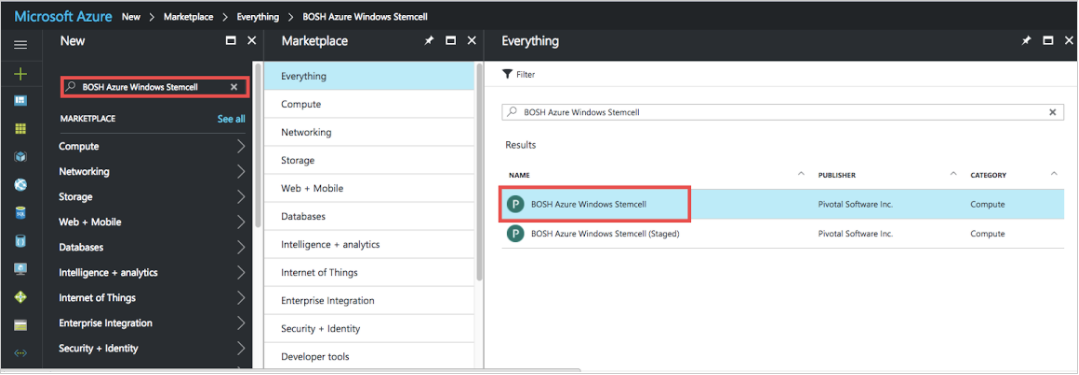 Microsoft Azure New > Marketplace > Everything > BOSH Azure Windows Stemcell
New
BOSH Azure Windows Stemcell
MARKETPLACE See all
Compute
Networking
Storage
Web + Mobile
Databases
Intelligence + analytics
Internet of Things
Enterprise Integration
Security + Identity
Marketplace
Everything
Compute
Networking
Storage
Web + Mobile
Databases
Intelligence + analytics
Internet of Things
Enterprise Integration
Security + Identity
Developer tools
Everything
Filter
BOSH Azure Windows Stemcell
Results
NAME PUBLISHER CATEGORY
P BOSH Azure Windows Stemcell Pivotal Software Inc. Compute
P BOSH Azure Windows Stemcell (Staged) Pivotal Software Inc. Compute